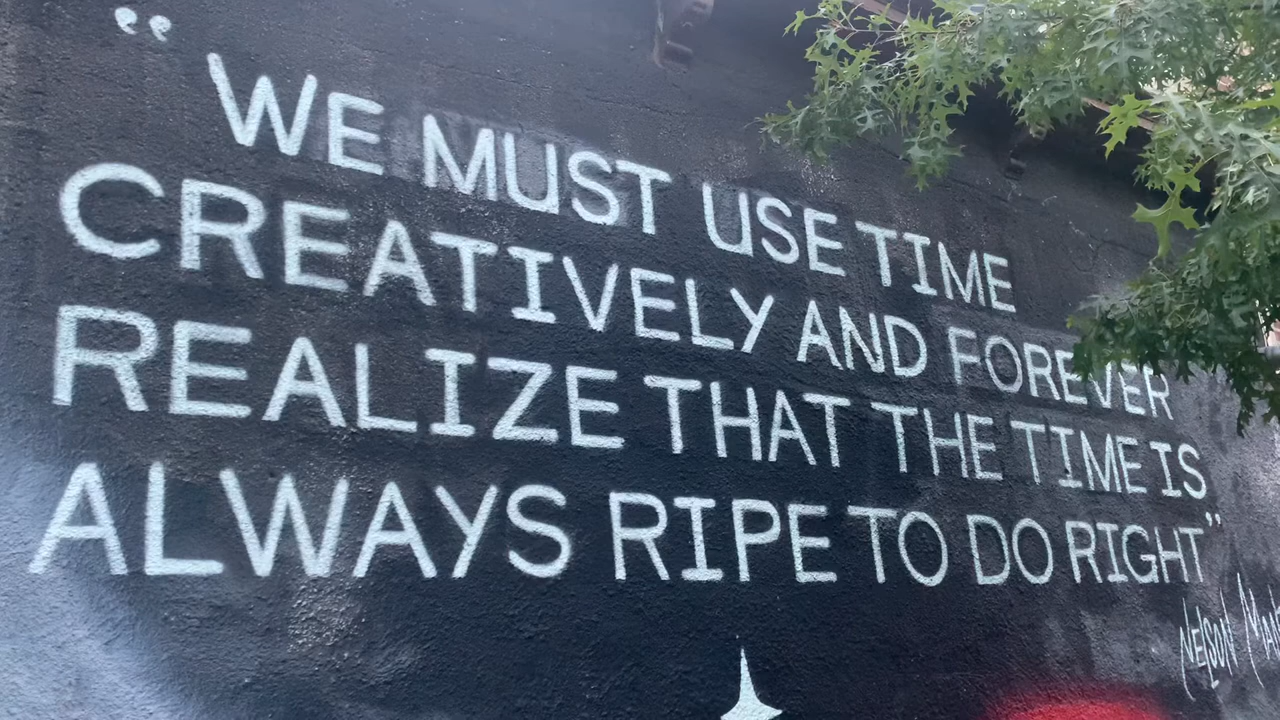 “WE MUST USE TIME
CREATIVELY AND FOREVER
REALIZE THAT THE TIME IS
ALWAYS RIPE TO DO RIGHT”
NELSON